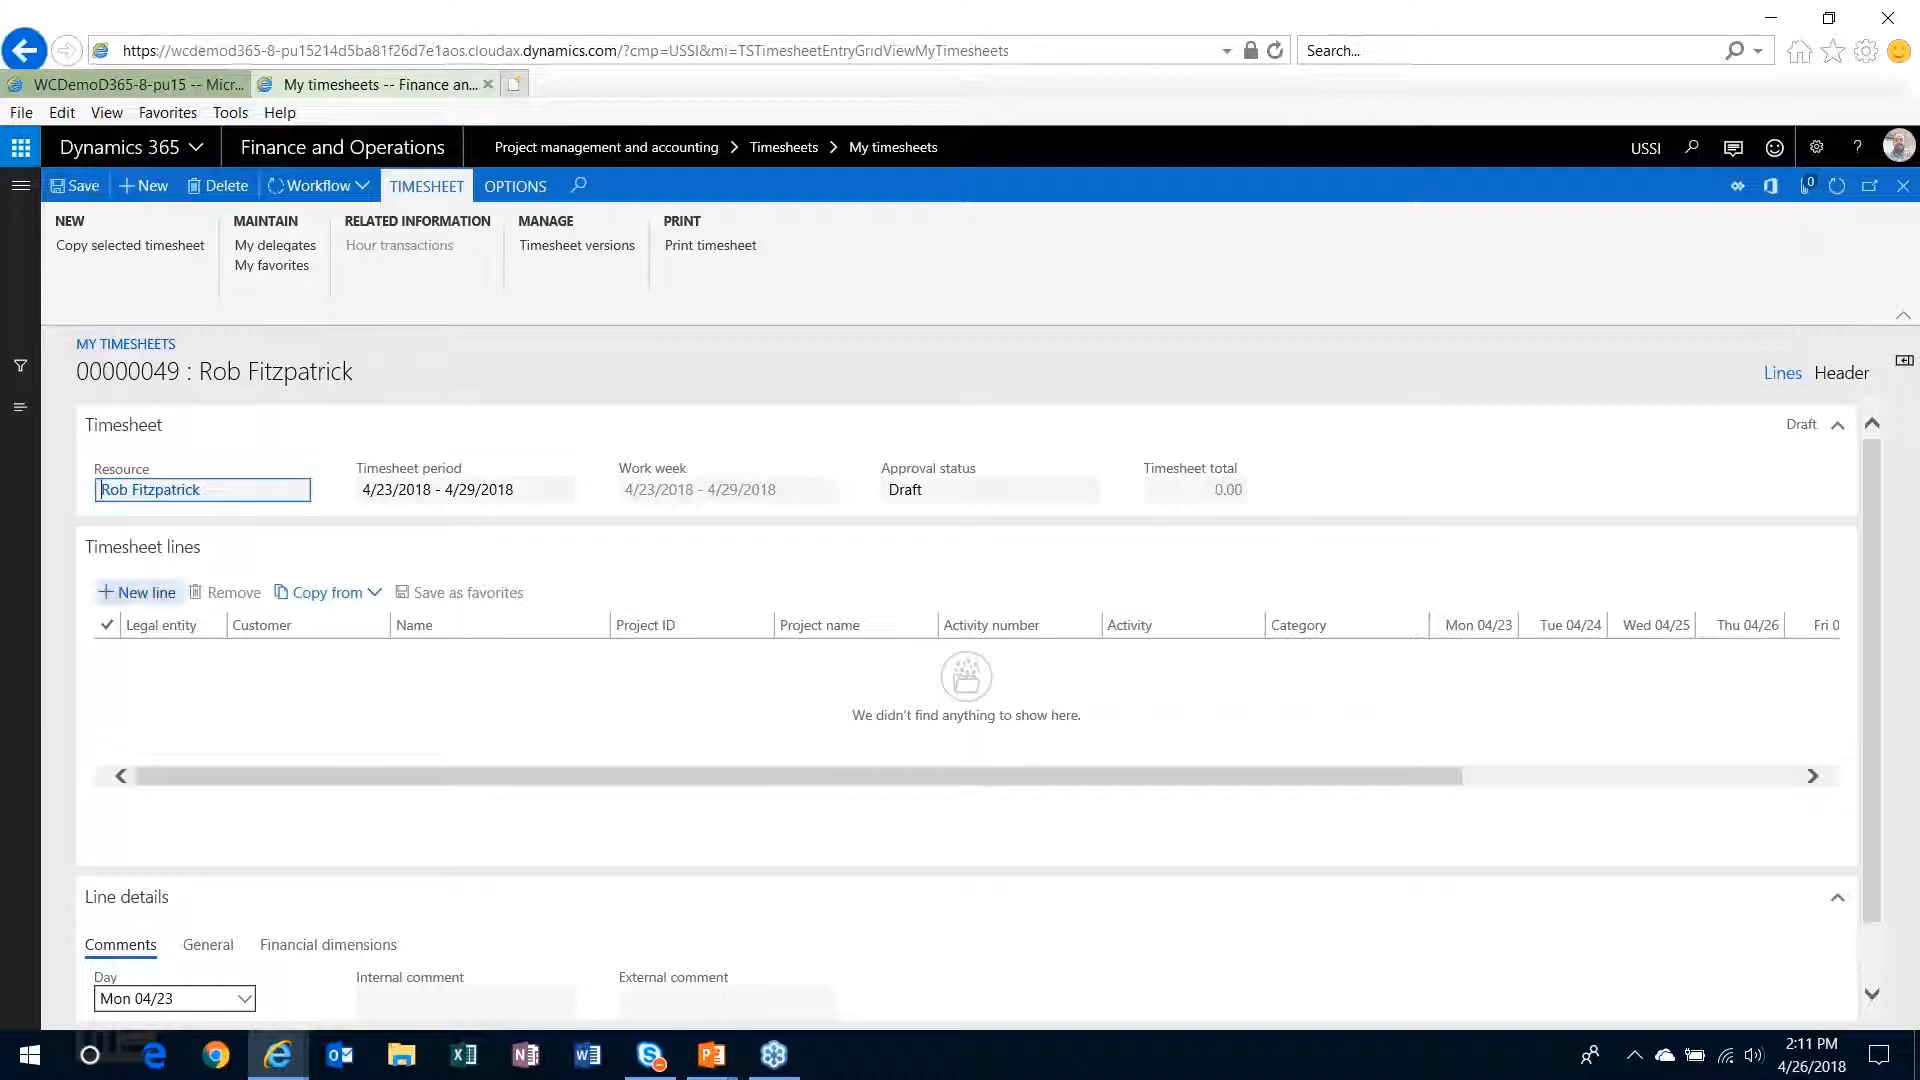 https://wcdemod365-8-pu15214d5ba81f26d7e1aos.cloudax.dynamics.com/?cmp=USSI&mi=TSTimesheetEntryGridViewMyTimesheets
Search...
WCDemoD365-8-pu15 -- Micr...
My timesheets -- Finance an...
File Edit View Favorites Tools Help
Dynamics 365
Finance and Operations
Project management and accounting > Timesheets > My timesheets
USSI
?
Save New Delete Workflow TIMESHEET OPTIONS
0
NEW MAINTAIN RELATED INFORMATION MANAGE PRINT
Copy selected timesheet My delegates Hour transactions Timesheet versions Print timesheet
My favorites
MY TIMESHEETS
00000049 : Rob Fitzpatrick
Lines Header
Timesheet
Draft
Resource Timesheet period Work week Approval status Timesheet total
Rob Fitzpatrick 4/23/2018 - 4/29/2018 4/23/2018 - 4/29/2018 Draft 0.00
Timesheet lines
New line Remove Copy from Save as favorites
Legal entity Customer Name Project ID Project name Activity number Activity Category Mon 04/23 Tue 04/24 Wed 04/25 Thu 04/26 Fri 0
We didn't find anything to show here.
Line details
Comments General Financial dimensions
Day Internal comment External comment
Mon 04/23
2:11 PM
4/26/2018